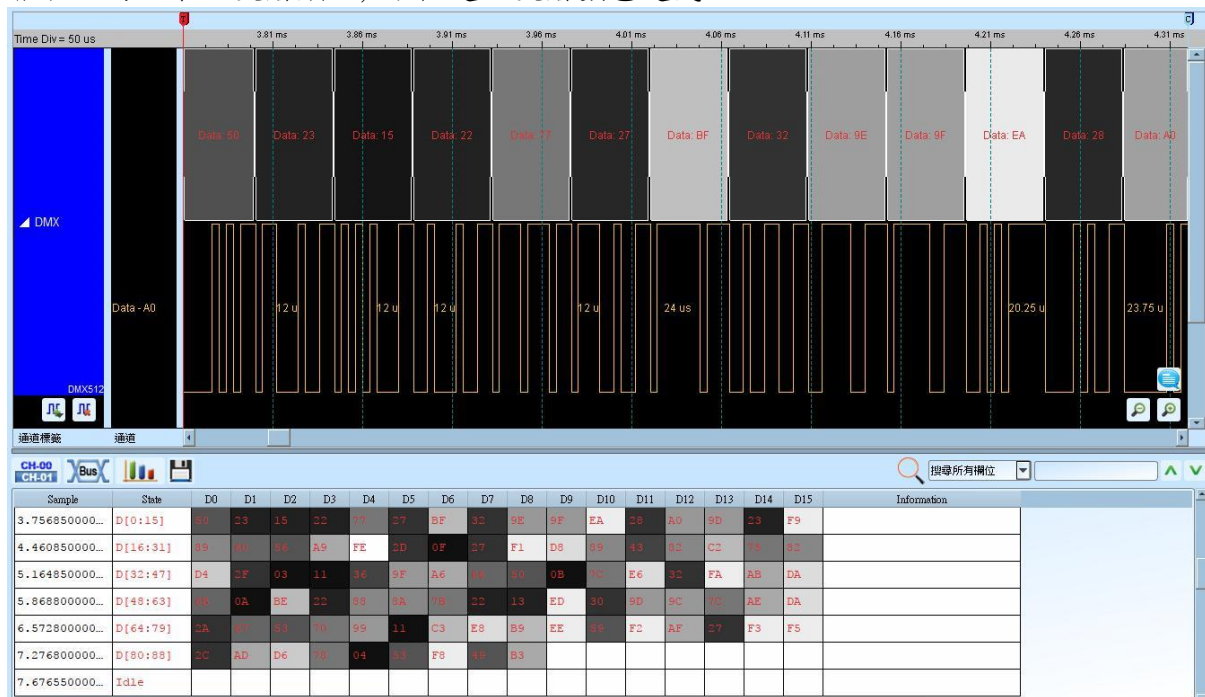 Time Div = 50 us
3.81 ms 3.86 ms 3.91 ms 3.96 ms 4.01 ms 4.06 ms 4.11 ms 4.16 ms 4.21 ms 4.26 ms 4.31 ms
Data: 50 Data: 23 Data: 15 Data: 22 Data: 77 Data: 27 Data: BF Data: 32 Data: 9E Data: 9F Data: EA Data: 28 Data: A0
DMX
Data - A0 12 u 12 u 12 u 12 u 24 us 20.25 u 23.75 u
DMX512
通道標籤 通道
CH-00
CH-01 Bus 搜尋所有欄位
Sample State D0 D1 D2 D3 D4 D5 D6 D7 D8 D9 D10 D11 D12 D13 D14 D15 Information
3.756850000... D[0:15] 50 23 15 22 77 27 BF 32 9E 9F EA 28 A0 9D 23 F9
4.460850000... D[16:31] A9 FE 2D 0F 27 F1 D8 43 C2
5.164850000... D[32:47] D4 2F 03 11 36 9F A6 0B E6 32 FA AB DA
5.868800000... D[48:63] 0A BE 22 22 13 ED 30 9D 9C AE DA
6.572800000... D[64:79] 2A 99 11 C3 E8 B9 EE F2 AF 27 F3 F5
7.276800000... D[80:88] 2C AD D6 04 F8 B3
7.676550000... Idle